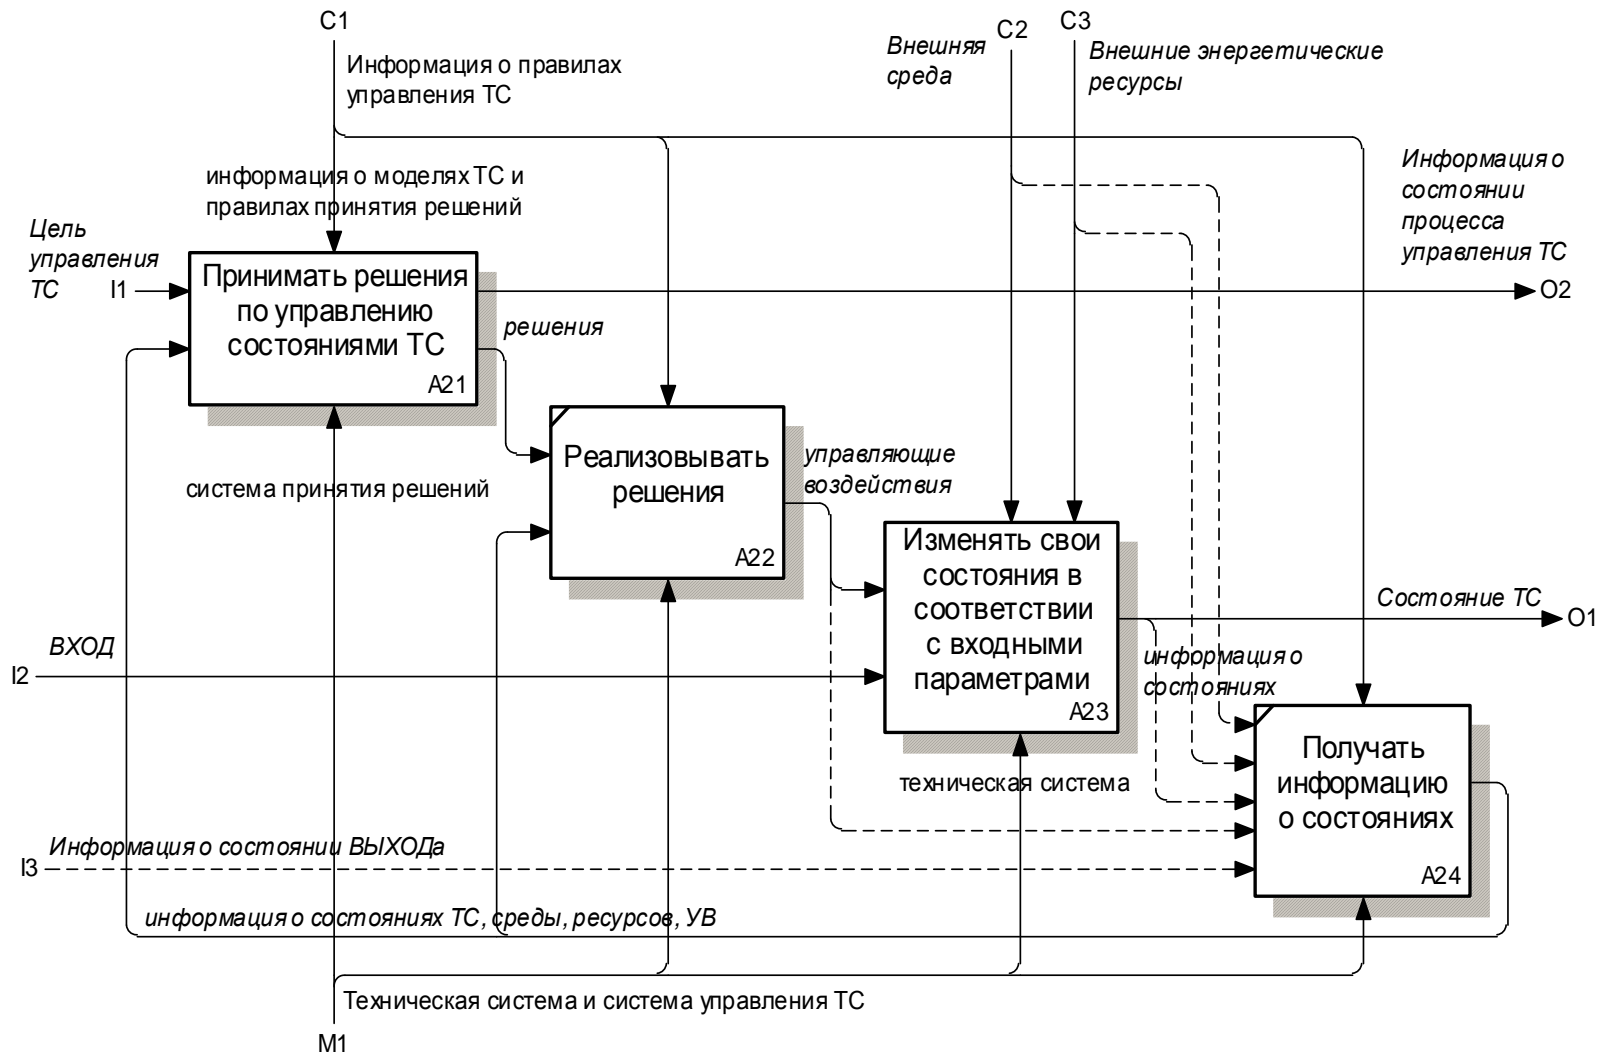 C1
C2
C3
Информация о правилах
управления ТС
Внешняя
среда
Внешние энергетические
ресурсы
информация о моделях ТС и
правилах принятия решений
Информация о
состоянии
процесса
управления ТС
Цель
управления
ТС
I1
O2
Принимать решения
по управлению
состояниями ТС
A21
решения
система принятия решений
Реализовывать
решения
A22
управляющие
воздействия
Изменять свои
состояния в
соответствии
с входными
параметрами
A23
Состояние ТС
O1
ВХОД
I2
информация о
состояниях
техническая система
Получать
информацию
о состояниях
A24
Информация о состоянии ВЫХОДа
I3
информация о состояниях ТС, среды, ресурсов, УВ
Техническая система и система управления ТС
M1